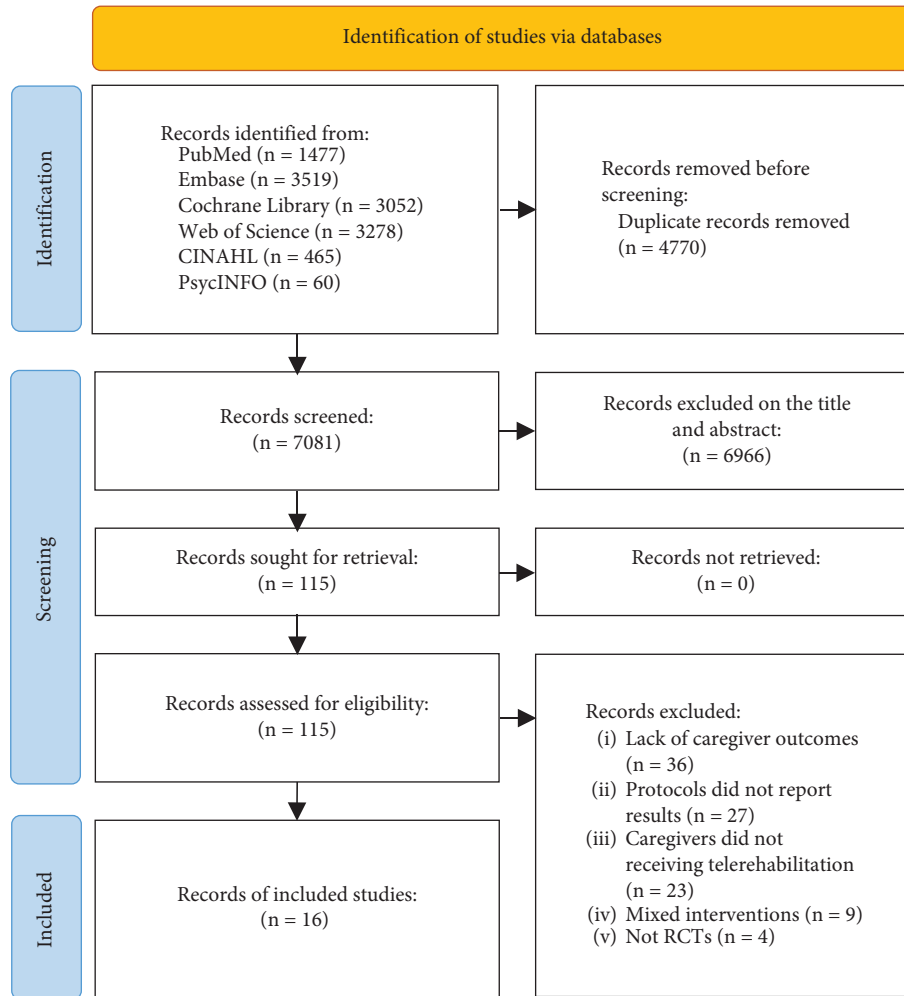 Identification of studies via databases
Identification
Records identified from:
PubMed (n = 1477)
Embase (n = 3519)
Cochrane Library (n = 3052)
Web of Science (n = 3278)
CINAHL (n = 465)
PsycINFO (n = 60)
Records removed before
screening:
Duplicate records removed
(n = 4770)
Screening
Records screened:
(n = 7081)
Records excluded on the title
and abstract:
(n = 6966)
Records sought for retrieval:
(n = 115)
Records not retrieved:
(n = 0)
Records assessed for eligibility:
(n = 115)
Records excluded:
(i) Lack of caregiver outcomes
(n = 36)
(ii) Protocols did not report
results (n = 27)
(iii) Caregivers did not
receiving telerehabilitation
(n = 23)
(iv) Mixed interventions (n = 9)
(v) Not RCTs (n = 4)
Included
Records of included studies:
(n = 16)